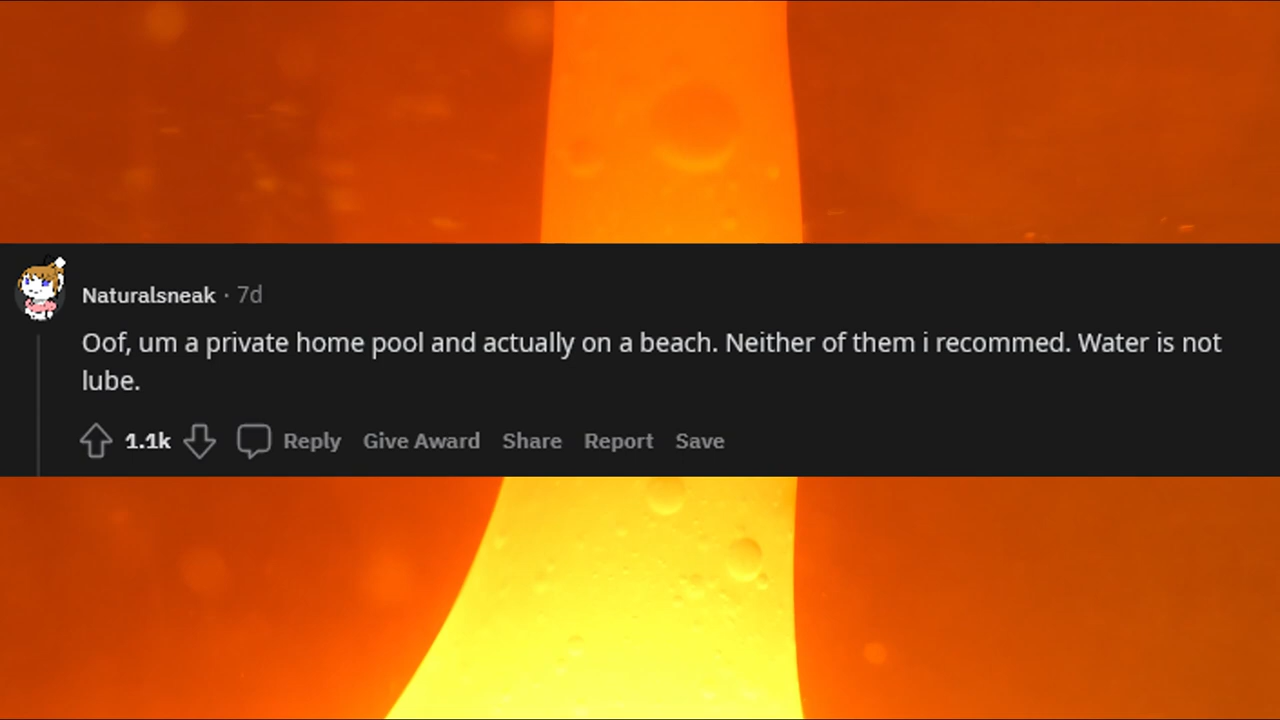 Naturalsneak · 7d
Oof, um a private home pool and actually on a beach. Neither of them i recommed. Water is not
lube.
1.1k Reply Give Award Share Report Save